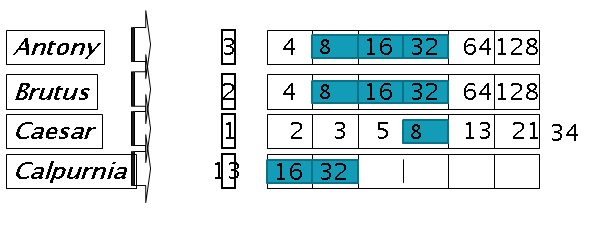 Antony 3 4 8 16 32 64 128
Brutus 2 4 8 16 32 64 128
Caesar 1 2 3 5 8 13 21 34
Calpurnia 13 16 32